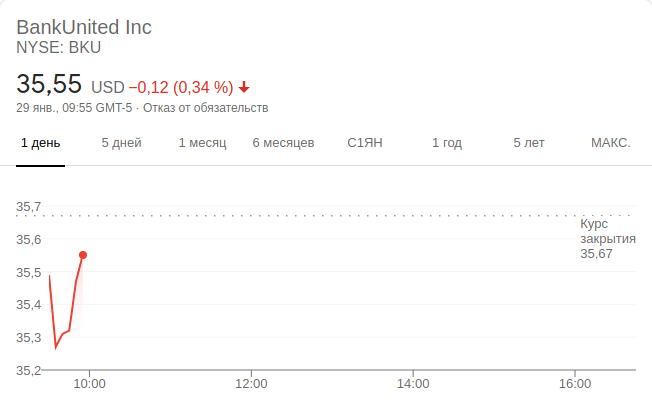 BankUnited Inc
NYSE: BKU
35,55 USD −0,12 (0,34 %)
29 янв., 09:55 GMT-5 · Отказ от обязательств
1 день 5 дней 1 месяц 6 месяцев С1ЯН 1 год 5 лет МАКС.
35,7
Курс
35,6
закрытия
35,67
35,5
35,4
35,3
35,2
10:00 12:00 14:00 16:00